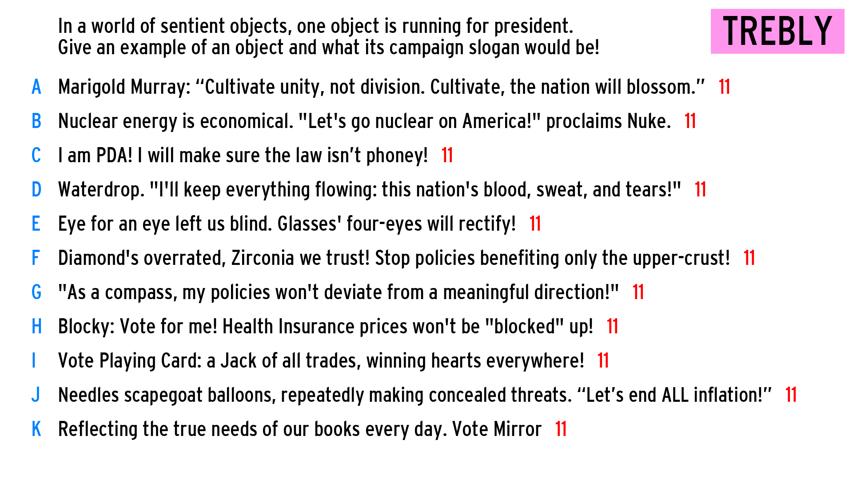 In a world of sentient objects, one object is running for president.
Give an example of an object and what its campaign slogan would be!
TREBLY
A Marigold Murray: “Cultivate unity, not division. Cultivate, the nation will blossom.” 11
B Nuclear energy is economical. "Let's go nuclear on America!" proclaims Nuke. 11
C I am PDA! I will make sure the law isn’t phoney! 11
D Waterdrop. "I'll keep everything flowing: this nation's blood, sweat, and tears!" 11
E Eye for an eye left us blind. Glasses' four-eyes will rectify! 11
F Diamond's overrated, Zirconia we trust! Stop policies benefiting only the upper-crust! 11
G "As a compass, my policies won't deviate from a meaningful direction!" 11
H Blocky: Vote for me! Health Insurance prices won't be "blocked" up! 11
I Vote Playing Card: a Jack of all trades, winning hearts everywhere! 11
J Needles scapegoat balloons, repeatedly making concealed threats. “Let’s end ALL inflation!” 11
K Reflecting the true needs of our books every day. Vote Mirror 11